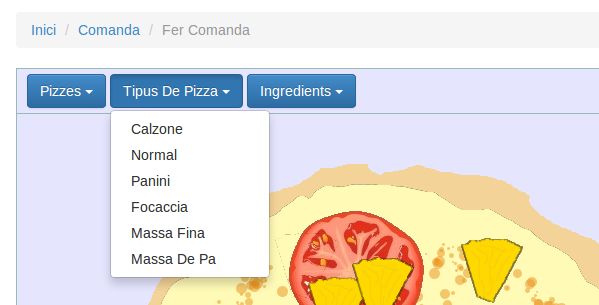 Inici / Comanda / Fer Comanda
Pizzes Tipus De Pizza Ingredients
Calzone
Normal
Panini
Focaccia
Massa Fina
Massa De Pa